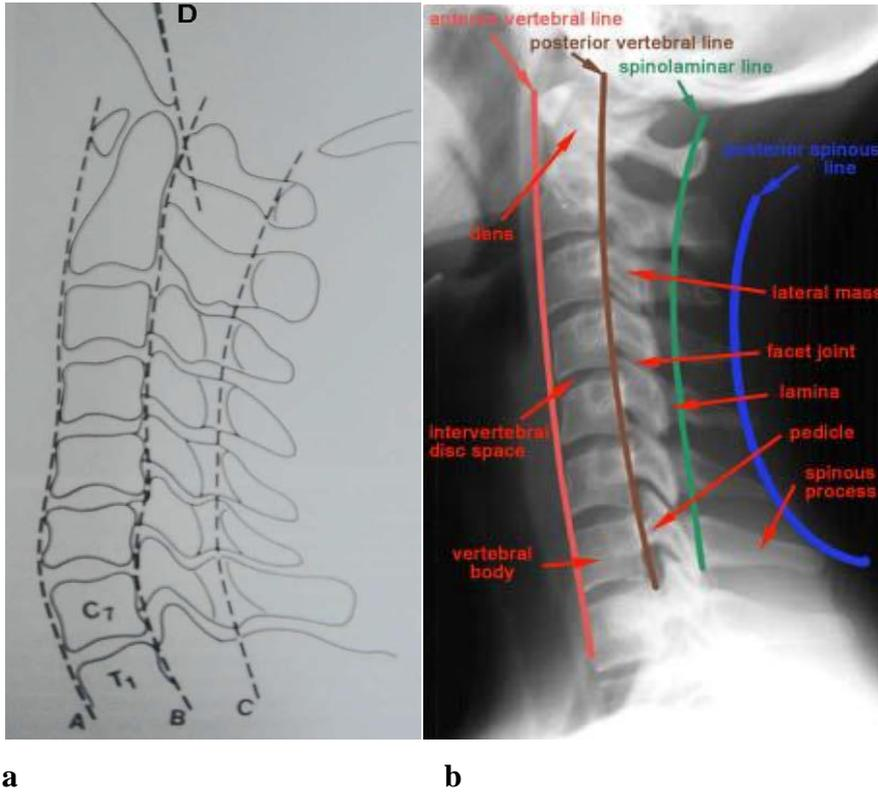 D
C7
T1
A
B
C
a
anterior vertebral line
posterior vertebral line
spinolaminar line
posterior spinous
line
dens
lateral mass
facet joint
lamina
intervertebral
disc space
pedicle
spinous
process
vertebral
body
b